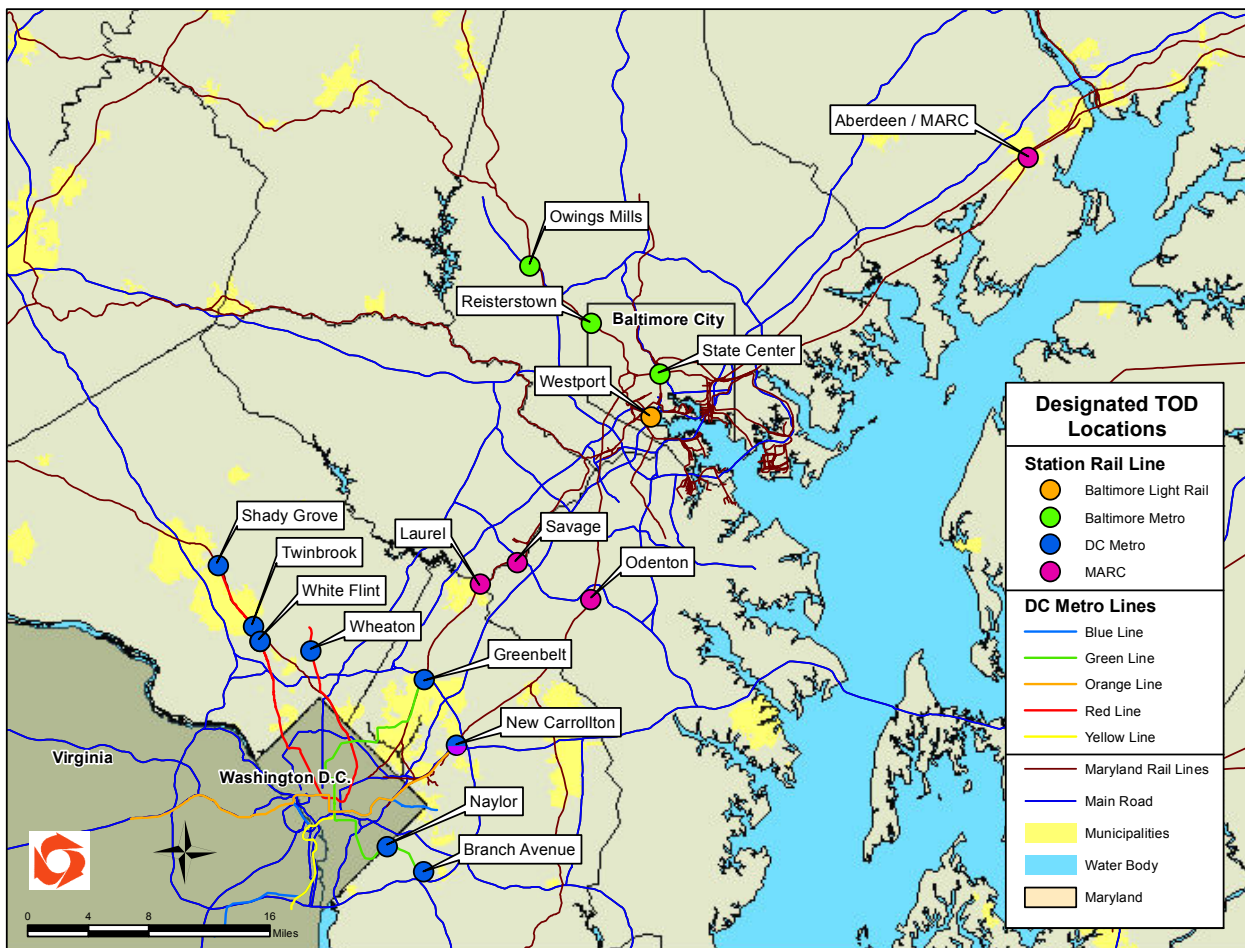 Aberdeen / MARC
Owings Mills
Reisterstown
Baltimore City
State Center
Westport
Shady Grove
Twinbrook
White Flint
Wheaton
Laurel
Savage
Odenton
Greenbelt
New Carrollton
Virginia
Washington D.C.
Naylor
Branch Avenue
0 4 8 16
Miles
Designated TOD
Locations
Station Rail Line
Baltimore Light Rail
Baltimore Metro
DC Metro
MARC
DC Metro Lines
Blue Line
Green Line
Orange Line
Red Line
Yellow Line
Maryland Rail Lines
Main Road
Municipalities
Water Body
Maryland